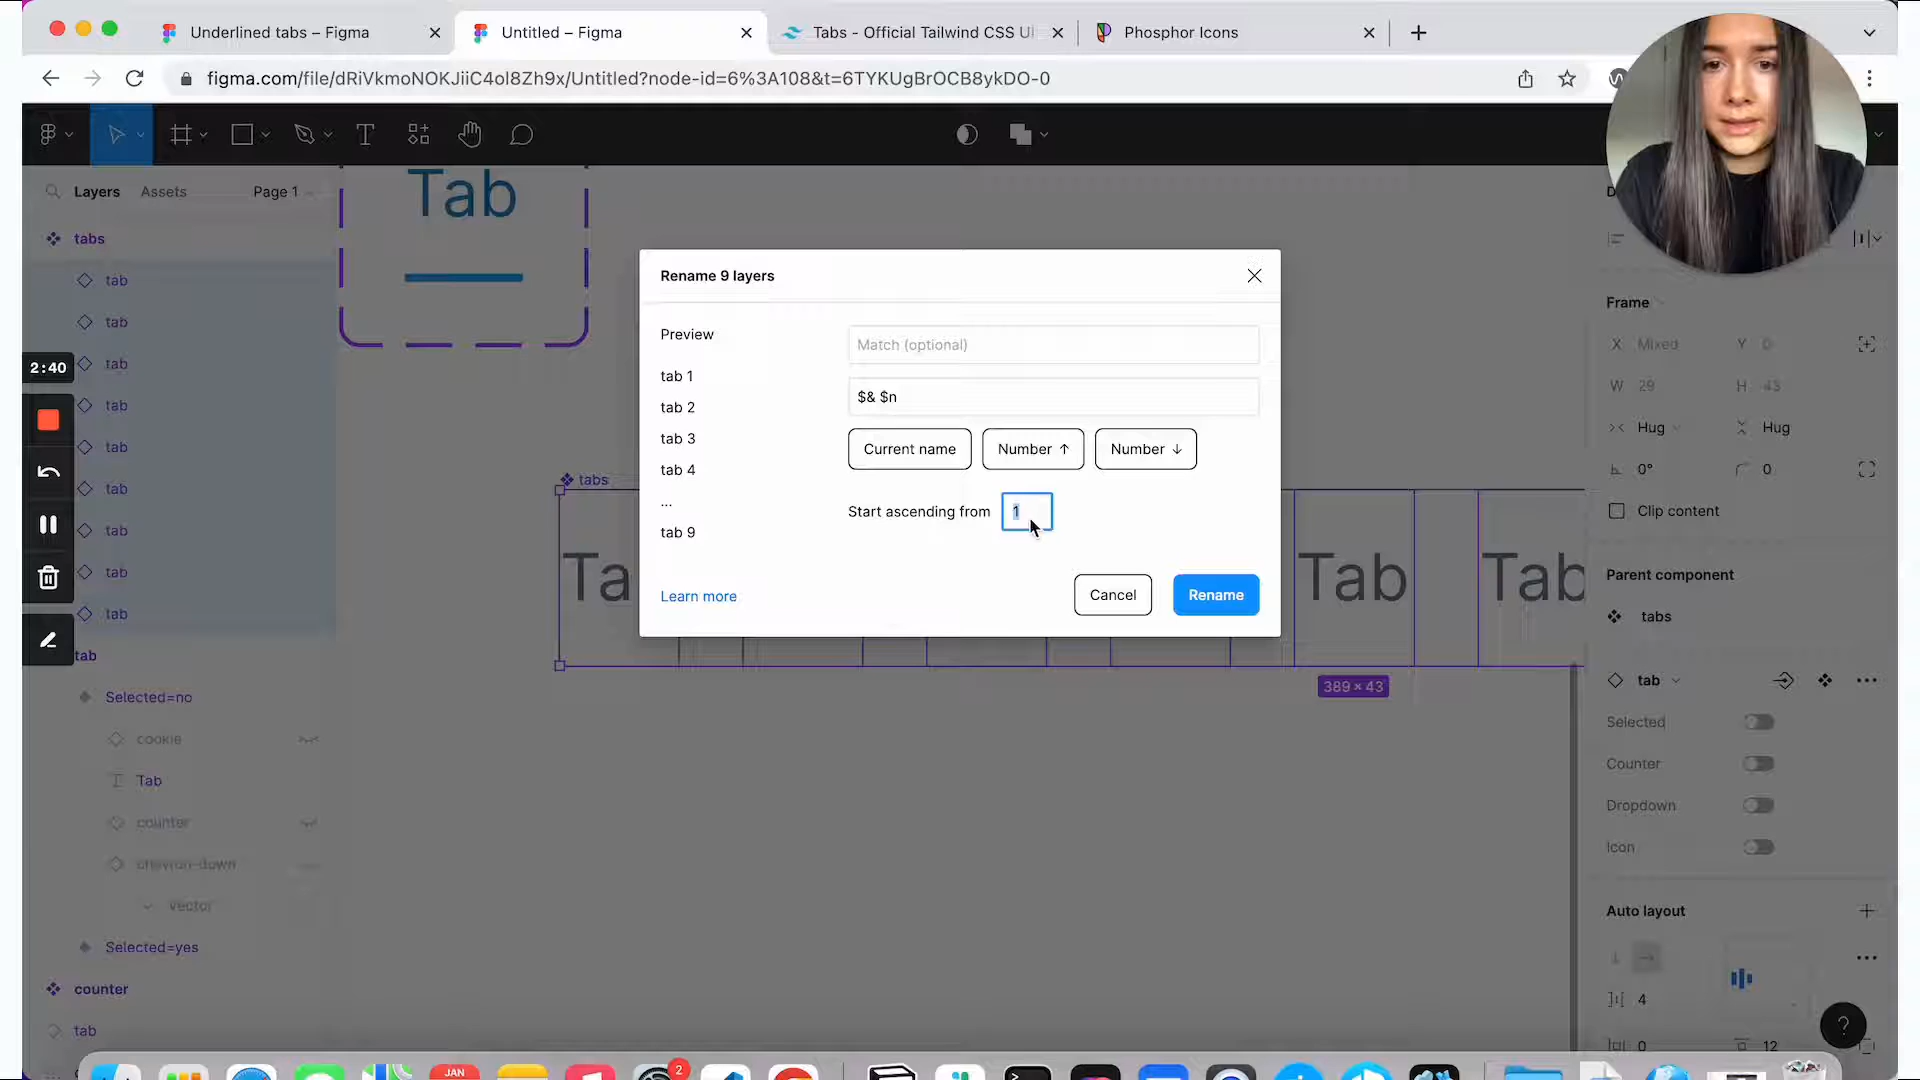 Underlined tabs – Figma
Untitled – Figma
Tabs - Official Tailwind CSS UI
Phosphor Icons
figma.com/file/dRiVkmoNOKJiiC4ol8Zh9x/Untitled?node-id=6%3A108&t=6TYKUgBrOCB8ykDO-0
T
Layers
Assets
Page 1
Tab
tabs
tab
tab
tab
tab
tab
tab
tab
tab
tab
2:40
tab
Selected=no
cookie
Tab
counter
chevron-down
Vector
Selected=yes
counter
tab
Rename 9 layers
Preview
tab 1
tab 2
tab 3
tab 4
...
tab 9
Learn more
Match (optional)
$& $n
Current name
Number ↑
Number ↓
Start ascending from
1
Cancel
Rename
tabs
Ta
Tab
Tab
389 × 43
D
Frame
X Mixed Y 0
W 29 H 43
Hug Hug
0° 0
Clip content
Parent component
tabs
tab
Selected
Counter
Dropdown
Icon
Auto layout
4
0 12
?
JAN
2